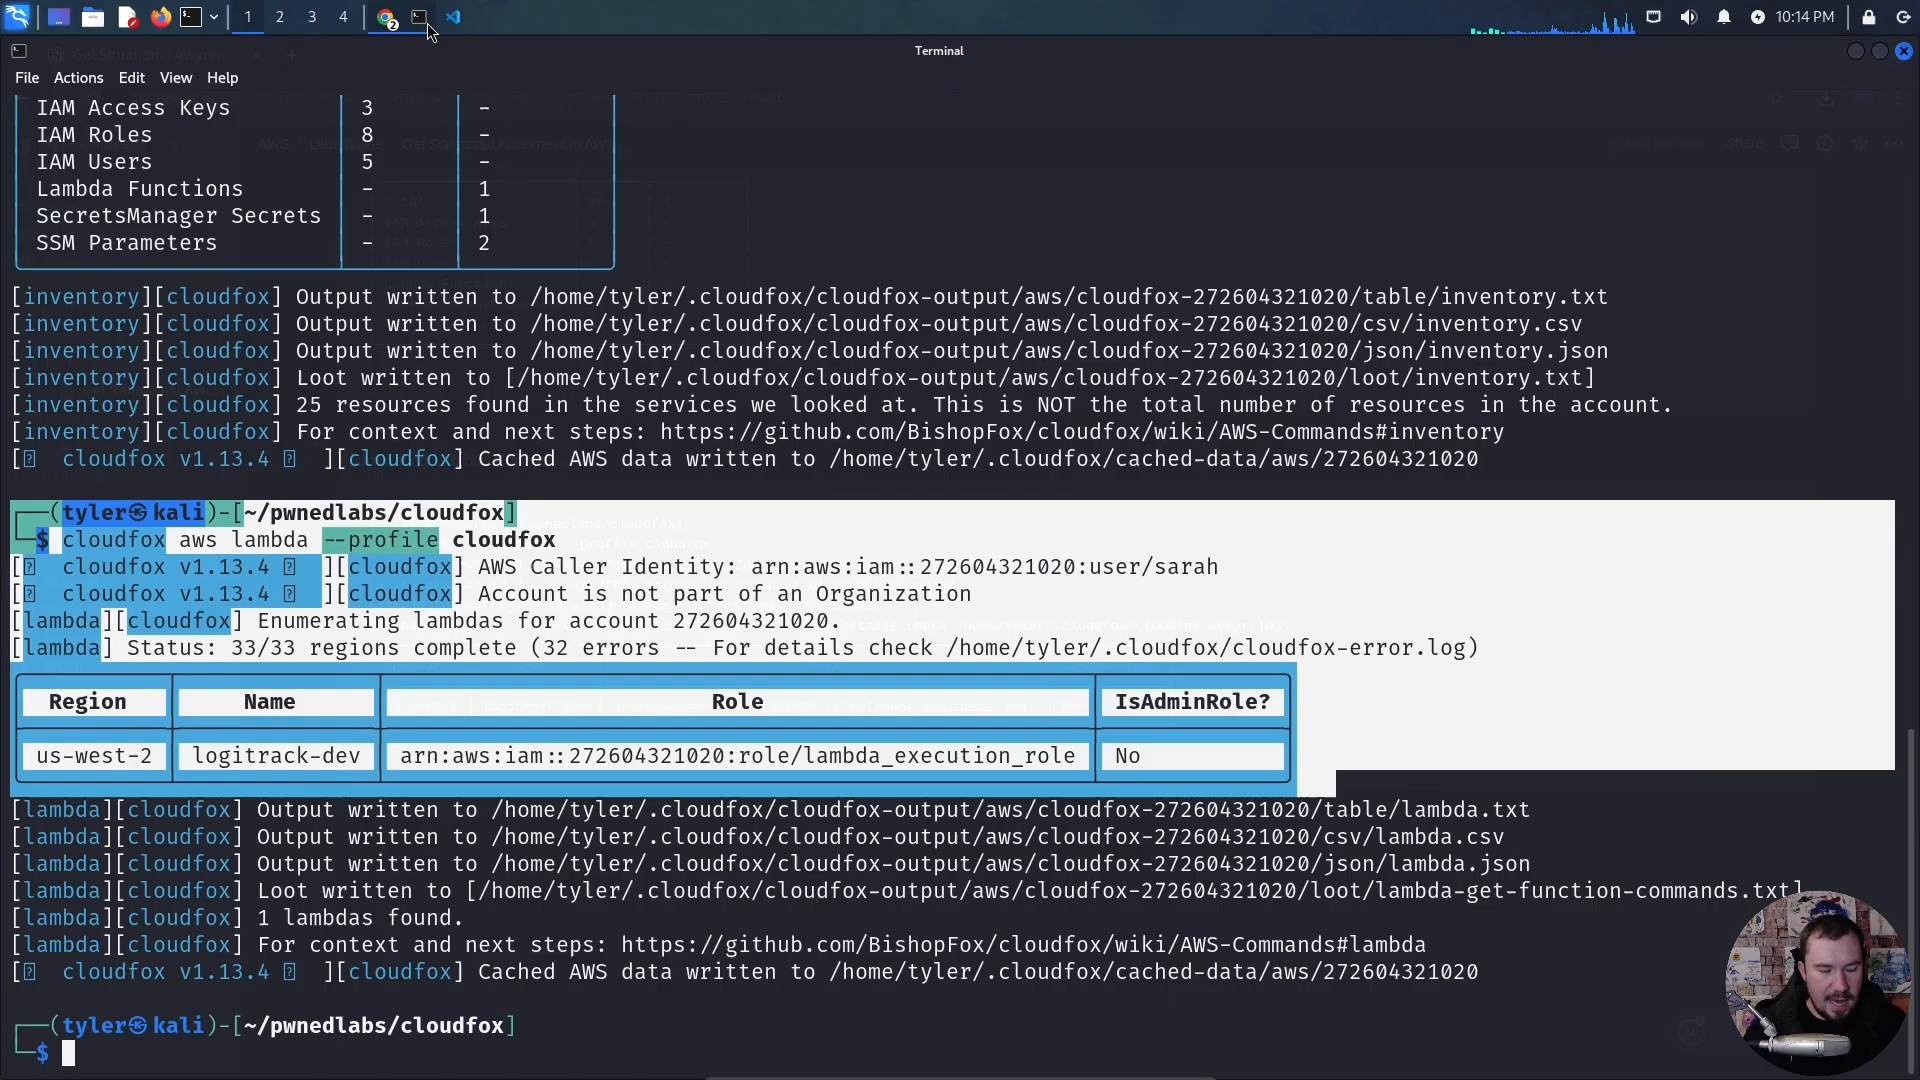 1 2 3 4
2
10:14 PM
Terminal
File Actions Edit View Help
IAM Access Keys 3 -
IAM Roles 8 -
IAM Users 5 -
Lambda Functions - 1
SecretsManager Secrets - 1
SSM Parameters - 2
[inventory][cloudfox] Output written to /home/tyler/.cloudfox/cloudfox-output/aws/cloudfox-272604321020/table/inventory.txt
[inventory][cloudfox] Output written to /home/tyler/.cloudfox/cloudfox-output/aws/cloudfox-272604321020/csv/inventory.csv
[inventory][cloudfox] Output written to /home/tyler/.cloudfox/cloudfox-output/aws/cloudfox-272604321020/json/inventory.json
[inventory][cloudfox] Loot written to [/home/tyler/.cloudfox/cloudfox-output/aws/cloudfox-272604321020/loot/inventory.txt]
[inventory][cloudfox] 25 resources found in the services we looked at. This is NOT the total number of resources in the account.
[inventory][cloudfox] For context and next steps: https://github.com/BishopFox/cloudfox/wiki/AWS-Commands#inventory
[? cloudfox v1.13.4 ? ][cloudfox] Cached AWS data written to /home/tyler/.cloudfox/cached-data/aws/272604321020
┌──(tyler㉿kali)-[~/pwnedlabs/cloudfox]
└─$ cloudfox aws lambda --profile cloudfox
[? cloudfox v1.13.4 ? ][cloudfox] AWS Caller Identity: arn:aws:iam::272604321020:user/sarah
[? cloudfox v1.13.4 ? ][cloudfox] Account is not part of an Organization
[lambda][cloudfox] Enumerating lambdas for account 272604321020.
[lambda] Status: 33/33 regions complete (32 errors -- For details check /home/tyler/.cloudfox/cloudfox-error.log)
Region Name Role IsAdminRole?
us-west-2 logitrack-dev arn:aws:iam::272604321020:role/lambda_execution_role No
[lambda][cloudfox] Output written to /home/tyler/.cloudfox/cloudfox-output/aws/cloudfox-272604321020/table/lambda.txt
[lambda][cloudfox] Output written to /home/tyler/.cloudfox/cloudfox-output/aws/cloudfox-272604321020/csv/lambda.csv
[lambda][cloudfox] Output written to /home/tyler/.cloudfox/cloudfox-output/aws/cloudfox-272604321020/json/lambda.json
[lambda][cloudfox] Loot written to [/home/tyler/.cloudfox/cloudfox-output/aws/cloudfox-272604321020/loot/lambda-get-function-commands.txt]
[lambda][cloudfox] 1 lambdas found.
[lambda][cloudfox] For context and next steps: https://github.com/BishopFox/cloudfox/wiki/AWS-Commands#lambda
[? cloudfox v1.13.4 ? ][cloudfox] Cached AWS data written to /home/tyler/.cloudfox/cached-data/aws/272604321020
┌──(tyler㉿kali)-[~/pwnedlabs/cloudfox]
└─$